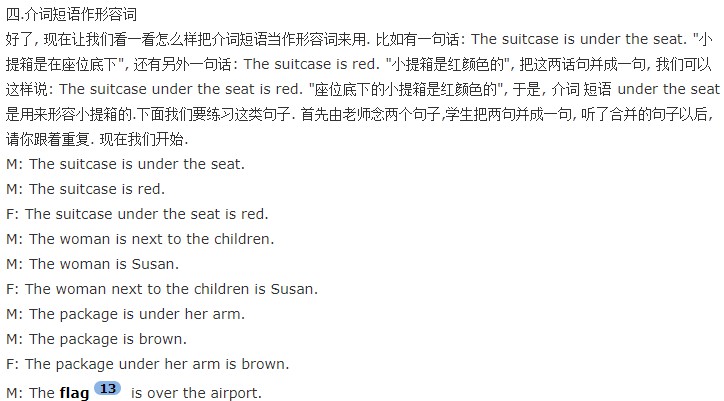 四.介词短语作形容词
好了, 现在让我们看一看怎么样把介词短语当作形容词来用. 比如有一句话: The suitcase is under the seat. "小
提箱是在座位底下", 还有另外一句话: The suitcase is red. "小提箱是红颜色的", 把这两话句并成一句, 我们可以
这样说: The suitcase under the seat is red. "座位底下的小提箱是红颜色的", 于是, 介词 短语 under the seat
是用来形容小提箱的.下面我们要练习这类句子. 首先由老师念两个句子,学生把两句并成一句, 听了合并的句子以后,
请你跟着重复. 现在我们开始.
M: The suitcase is under the seat.
M: The suitcase is red.
F: The suitcase under the seat is red.
M: The woman is next to the children.
M: The woman is Susan.
F: The woman next to the children is Susan.
M: The package is under her arm.
M: The package is brown.
F: The package under her arm is brown.
M: The flag 13 is over the airport.